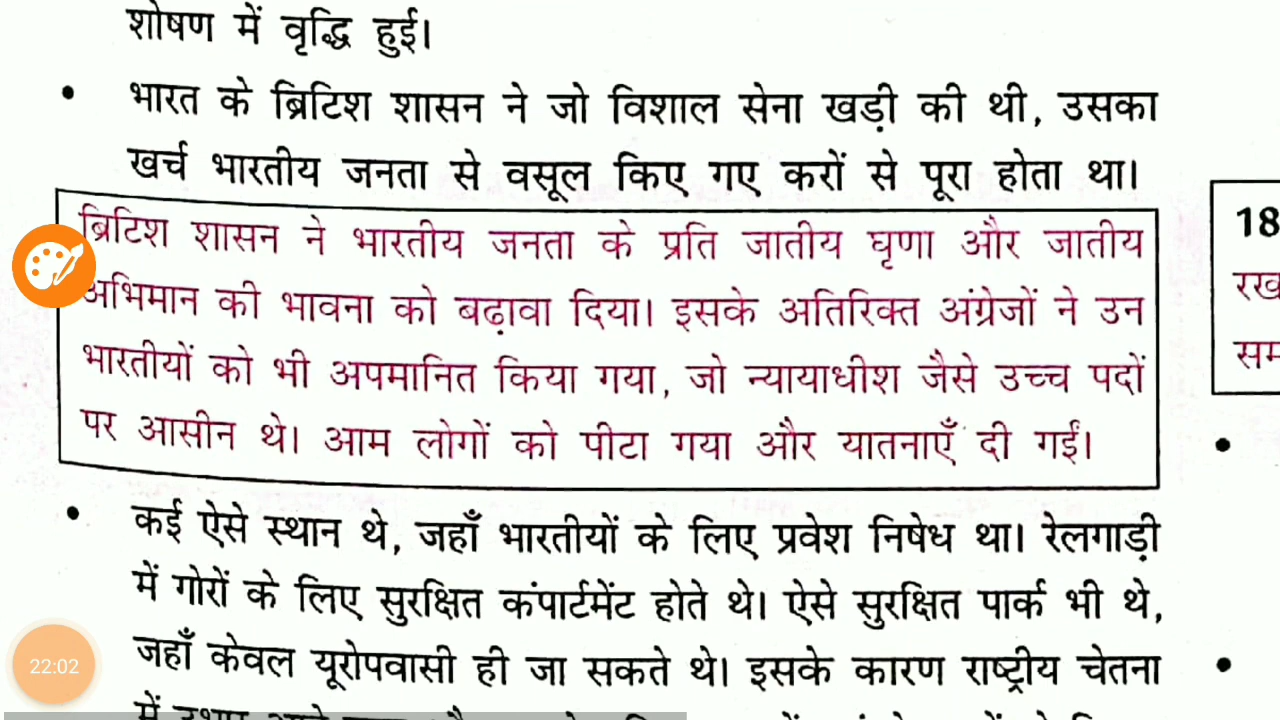 शोषण में वृद्धि हुई।
• भारत के ब्रिटिश शासन ने जो विशाल सेना खड़ी की थी, उसका
खर्च भारतीय जनता से वसूल किए गए करों से पूरा होता था।
ब्रिटिश शासन ने भारतीय जनता के प्रति जातीय घृणा और जातीय
अभिमान की भावना को बढ़ावा दिया। इसके अतिरिक्त अंग्रेजों ने उन
भारतीयों को भी अपमानित किया गया, जो न्यायाधीश जैसे उच्च पदों
पर आसीन थे। आम लोगों को पीटा गया और यातनाएँ दी गईं।
• कई ऐसे स्थान थे, जहाँ भारतीयों के लिए प्रवेश निषेध था। रेलगाड़ी
में गोरों के लिए सुरक्षित कंपार्टमेंट होते थे। ऐसे सुरक्षित पार्क भी थे,
जहाँ केवल यूरोपवासी ही जा सकते थे। इसके कारण राष्ट्रीय चेतना
में
18
रख
सम
22:02